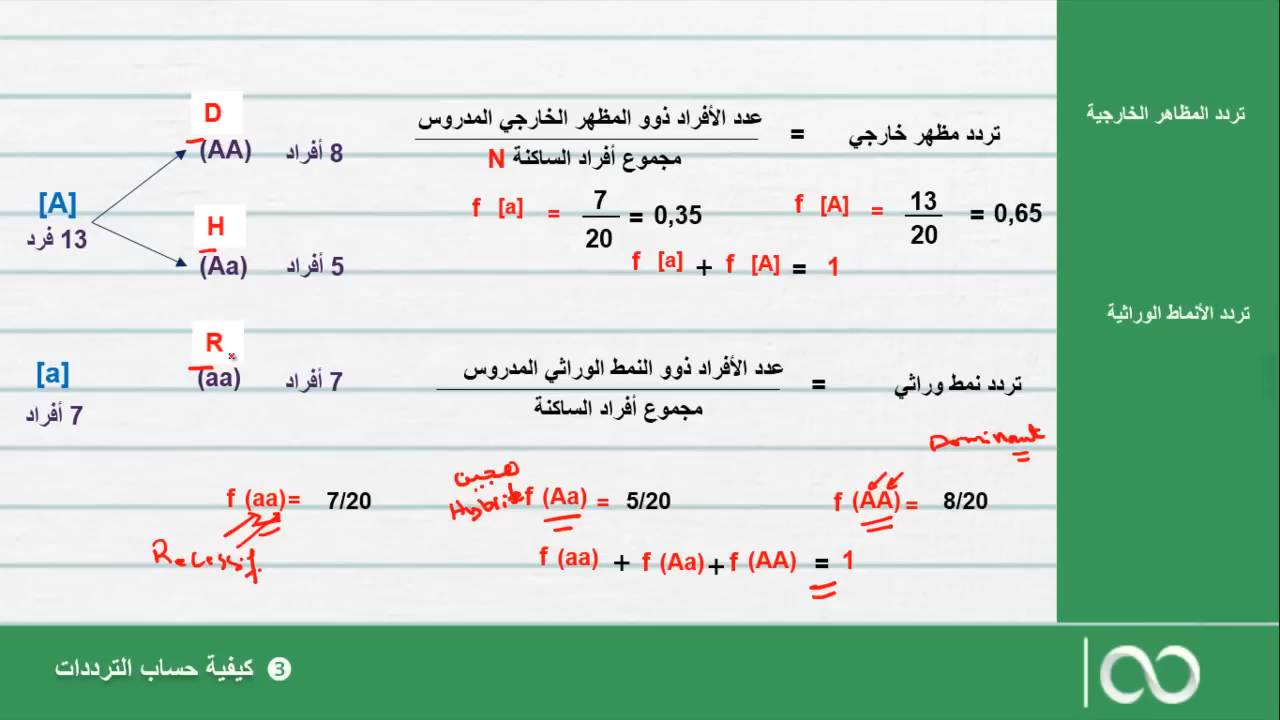 تردد المظاهر الخارجية
تردد مظهر خارجي = عدد الأفراد ذوو المظهر الخارجي المدروس
مجموع أفراد الساكنة N
f [A] = 13/20 = 0,65
f [a] = 7/20 = 0,35
f [a] + f [A] = 1
D
(AA) 8 أفراد
[A]
13 فرد
H
(Aa) 5 أفراد
تردد الأنماط الوراثية
تردد نمط وراثي = عدد الأفراد ذوو النمط الوراثي المدروس
مجموع أفراد الساكنة
R
(aa) 7 أفراد
[a]
7 أفراد
Dominant
f (AA) = 8/20
هجين
Hybride
f (Aa) = 5/20
f (aa) = 7/20
Recessif
f (aa) + f (Aa) + f (AA) = 1
3 كيفية حساب الترددات